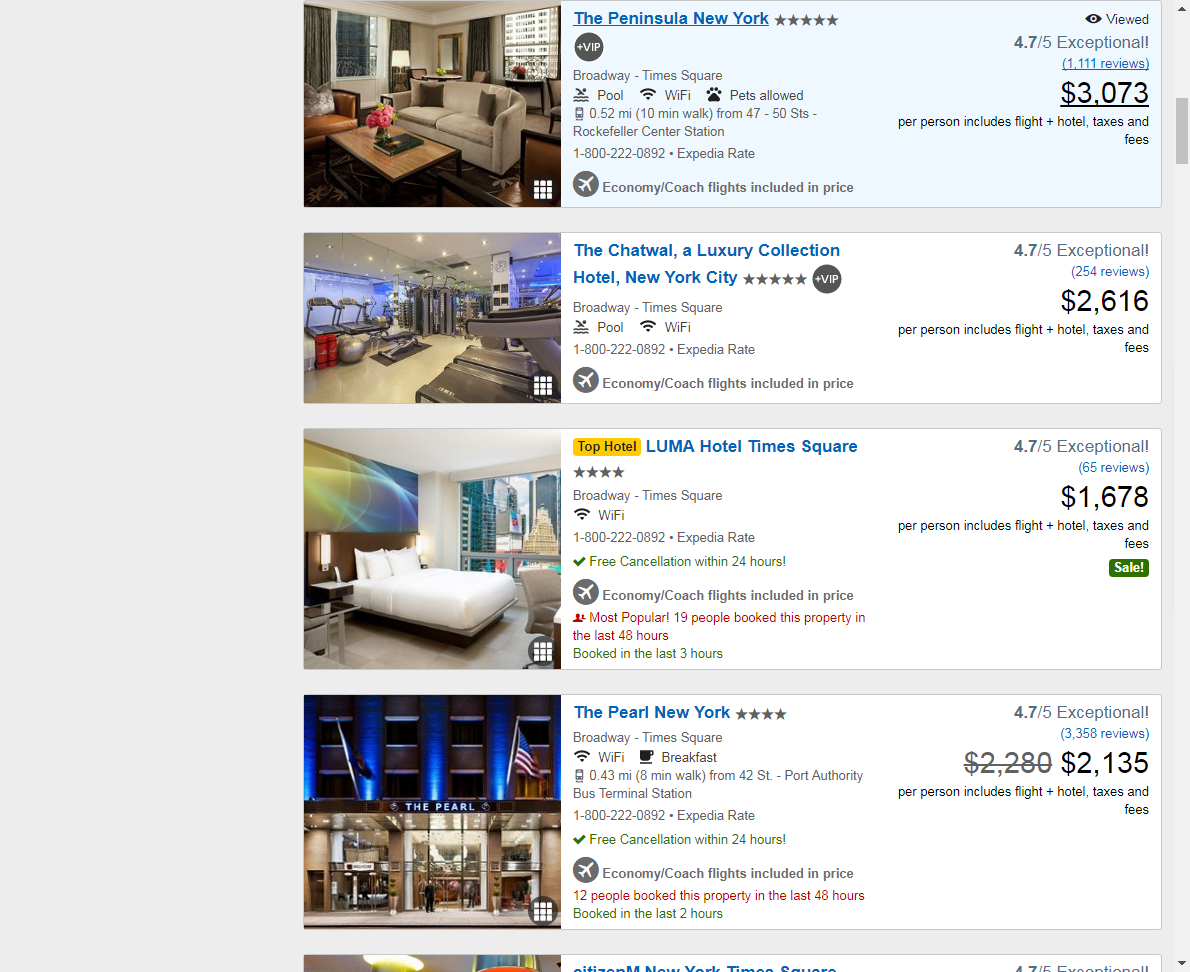 The Peninsula New York
+VIP
Broadway - Times Square
Pool WiFi Pets allowed
0.52 mi (10 min walk) from 47 - 50 Sts -
Rockefeller Center Station
1-800-222-0892 • Expedia Rate
Economy/Coach flights included in price
Viewed
4.7/5 Exceptional!
(1,111 reviews)
$3,073
per person includes flight + hotel, taxes and
fees
The Chatwal, a Luxury Collection
Hotel, New York City +VIP
Broadway - Times Square
Pool WiFi
1-800-222-0892 • Expedia Rate
Economy/Coach flights included in price
4.7/5 Exceptional!
(254 reviews)
$2,616
per person includes flight + hotel, taxes and
fees
Top Hotel LUMA Hotel Times Square
Broadway - Times Square
WiFi
1-800-222-0892 • Expedia Rate
Free Cancellation within 24 hours!
Economy/Coach flights included in price
Most Popular! 19 people booked this property in
the last 48 hours
Booked in the last 3 hours
4.7/5 Exceptional!
(65 reviews)
$1,678
per person includes flight + hotel, taxes and
fees
Sale!
THE PEARL
The Pearl New York
Broadway - Times Square
WiFi Breakfast
0.43 mi (8 min walk) from 42 St. - Port Authority
Bus Terminal Station
1-800-222-0892 • Expedia Rate
Free Cancellation within 24 hours!
Economy/Coach flights included in price
12 people booked this property in the last 48 hours
Booked in the last 2 hours
4.7/5 Exceptional!
(3,358 reviews)
$2,280 $2,135
per person includes flight + hotel, taxes and
fees
citizenM New York Times Square
4.7/5 Exceptional!